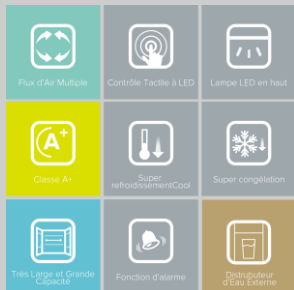 Flux d'Air Multiple
Contrôle Tactile à LED
Lampe LED en haut
A+
Classe A+
Super
refroidissementCool
Super congélation
Très Large et Grande
Capacité
Fonction d'alarme
Distrubuteur
d'Eau Externe